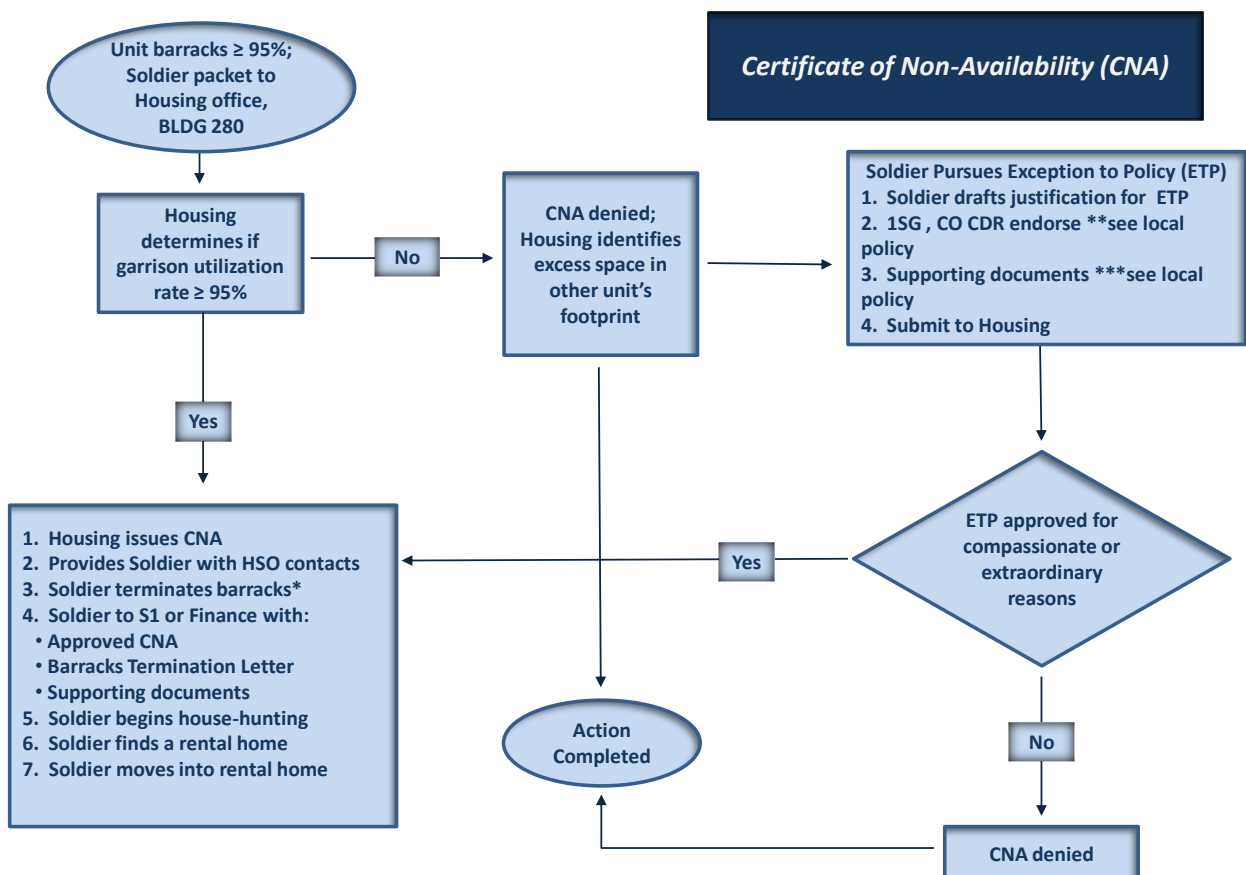 Unit barracks ≥ 95%;
Soldier packet to
Housing office,
BLDG 280
Certificate of Non-Availability (CNA)
Housing
determines if
garrison utilization
rate ≥ 95%
No
CNA denied;
Housing identifies
excess space in
other unit's
footprint
Soldier Pursues Exception to Policy (ETP)
1. Soldier drafts justification for ETP
2. 1SG , CO CDR endorse **see local
policy
3. Supporting documents ***see local
policy
4. Submit to Housing
Yes
1. Housing issues CNA
2. Provides Soldier with HSO contacts
3. Soldier terminates barracks*
4. Soldier to S1 or Finance with:
• Approved CNA
• Barracks Termination Letter
• Supporting documents
5. Soldier begins house-hunting
6. Soldier finds a rental home
7. Soldier moves into rental home
Yes
ETP approved for
compassionate or
extraordinary
reasons
Action
Completed
No
CNA denied